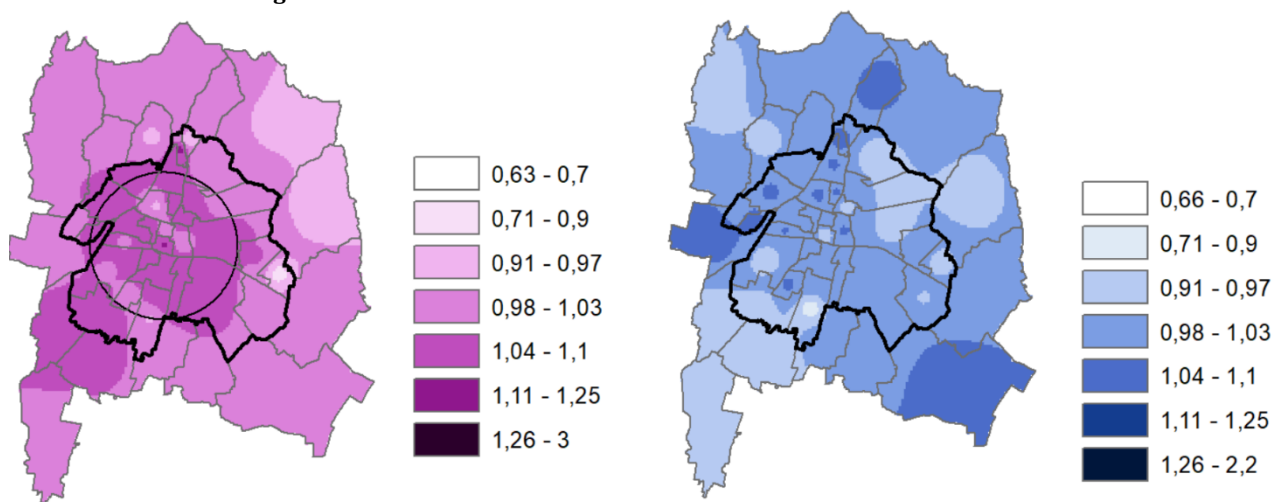 0,63 - 0,7
0,71 - 0,9
0,91 - 0,97
0,98 - 1,03
1,04 - 1,1
1,11 - 1,25
1,26 - 3
0,66 - 0,7
0,71 - 0,9
0,91 - 0,97
0,98 - 1,03
1,04 - 1,1
1,11 - 1,25
1,26 - 2,2